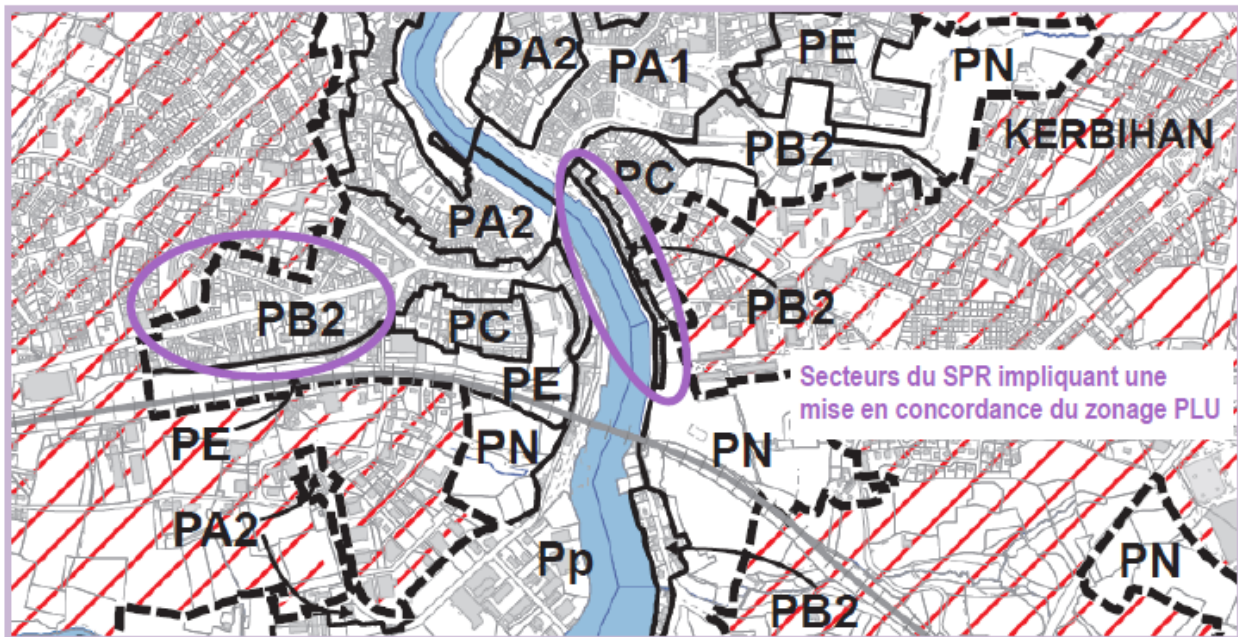 PA2
PA1
PE
PN
KERBIHAN
PB2
PC
PA2
PB2
PC
PB2
PE
Secteurs du SPR impliquant une
mise en concordance du zonage PLU
PE
PN
PN
PA2
Pp
PN
PB2